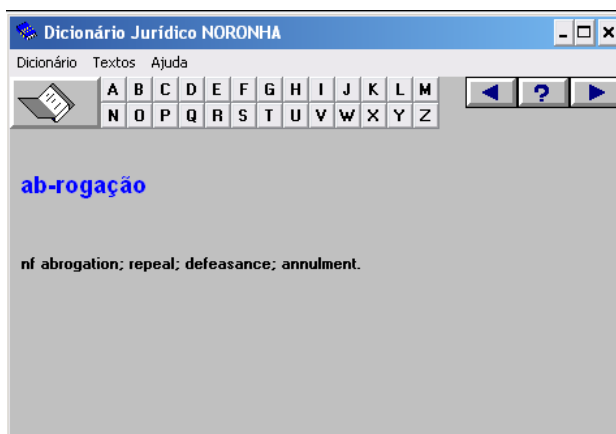 Dicionário Jurídico NORONHA
Dicionário Textos Ajuda
A B C D E F G H I J K L M
N O P Q R S T U V W X Y Z
?
ab-rogação
nf abrogation; repeal; defeasance; annulment.